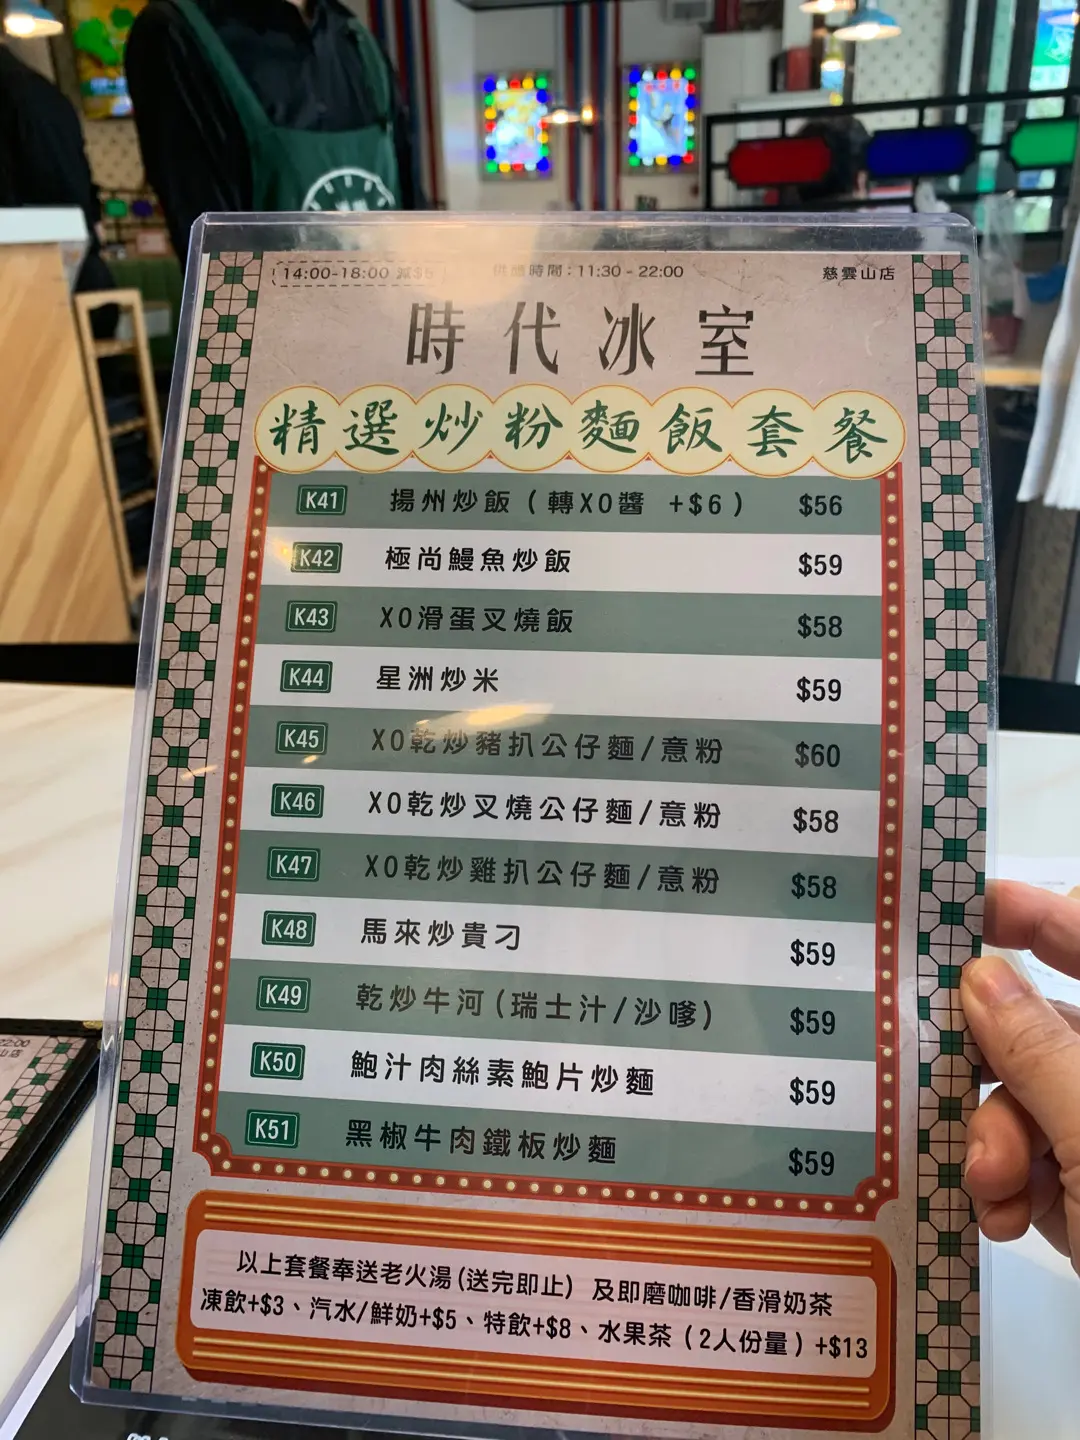 14:00-18:00 減$5 供應時間：11:30 - 22:00 慈雲山店
時代冰室
精選炒粉麵飯套餐
K41 揚州炒飯（轉XO醬 +$6） $56
K42 極尚鰻魚炒飯 $59
K43 XO滑蛋叉燒飯 $58
K44 星洲炒米 $59
K45 XO乾炒豬扒公仔麵/意粉 $60
K46 XO乾炒叉燒公仔麵/意粉 $58
K47 XO乾炒雞扒公仔麵/意粉 $58
K48 馬來炒貴刁 $59
K49 乾炒牛河(瑞士汁/沙嗲) $59
K50 鮑汁肉絲素鮑片炒麵 $59
K51 黑椒牛肉鐵板炒麵 $59
以上套餐奉送老火湯(送完即止) 及即磨咖啡/香滑奶茶
凍飲+$3、汽水/鮮奶+$5、特飲+$8、水果茶（2人份量）+$13